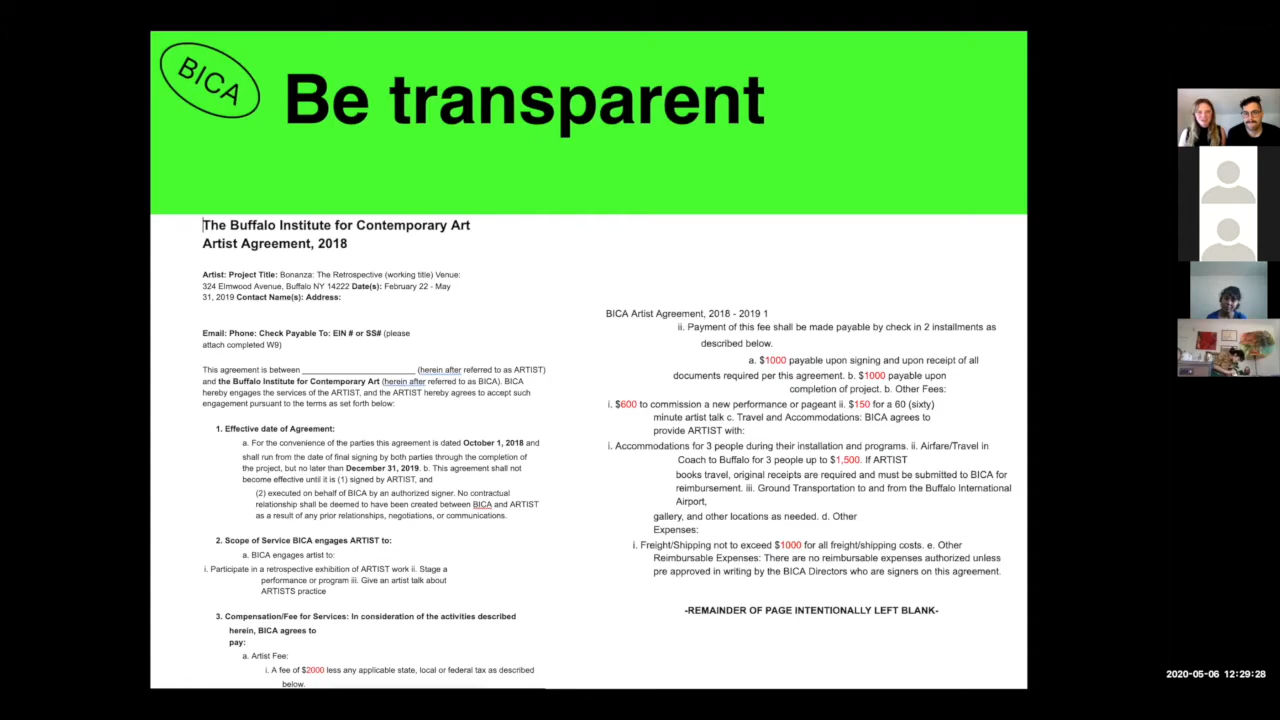 BICA
Be transparent
The Buffalo Institute for Contemporary Art
Artist Agreement, 2018
Artist: Project Title: Bonanza: The Retrospective (working title) Venue:
324 Elmwood Avenue, Buffalo NY 14222 Date(s): February 22 - May
31, 2019 Contact Name(s): Address:
Email: Phone: Check Payable To: EIN # or SS# (please
attach completed W9)
This agreement is between ________________________ (herein after referred to as ARTIST)
and the Buffalo Institute for Contemporary Art (herein after referred to as BICA). BICA
hereby engages the services of the ARTIST, and the ARTIST hereby agrees to accept such
engagement pursuant to the terms as set forth below:
1. Effective date of Agreement:
a. For the convenience of the parties this agreement is dated October 1, 2018 and
shall run from the date of final signing by both parties through the completion of
the project, but no later than December 31, 2019. b. This agreement shall not
become effective until it is (1) signed by ARTIST, and
(2) executed on behalf of BICA by an authorized signer. No contractual
relationship shall be deemed to have been created between BICA and ARTIST
as a result of any prior relationships, negotiations, or communications.
2. Scope of Service BICA engages ARTIST to:
a. BICA engages artist to:
i. Participate in a retrospective exhibition of ARTIST work ii. Stage a
performance or program iii. Give an artist talk about
ARTISTS practice
3. Compensation/Fee for Services: In consideration of the activities described
herein, BICA agrees to
pay:
a. Artist Fee:
i. A fee of $2000 less any applicable state, local or federal tax as described
below.
BICA Artist Agreement, 2018 - 2019 1
ii. Payment of this fee shall be made payable by check in 2 installments as
described below.
a. $1000 payable upon signing and upon receipt of all
documents required per this agreement. b. $1000 payable upon
completion of project. b. Other Fees:
i. $600 to commission a new performance or pageant ii. $150 for a 60 (sixty)
minute artist talk c. Travel and Accommodations: BICA agrees to
provide ARTIST with:
i. Accommodations for 3 people during their installation and programs. ii. Airfare/Travel in
Coach to Buffalo for 3 people up to $1,500. If ARTIST
books travel, original receipts are required and must be submitted to BICA for
reimbursement. iii. Ground Transportation to and from the Buffalo International
Airport,
gallery, and other locations as needed. d. Other
Expenses:
i. Freight/Shipping not to exceed $1000 for all freight/shipping costs. e. Other
Reimbursable Expenses: There are no reimbursable expenses authorized unless
pre approved in writing by the BICA Directors who are signers on this agreement.
-REMAINDER OF PAGE INTENTIONALLY LEFT BLANK-
2020-05-06 12:29:28